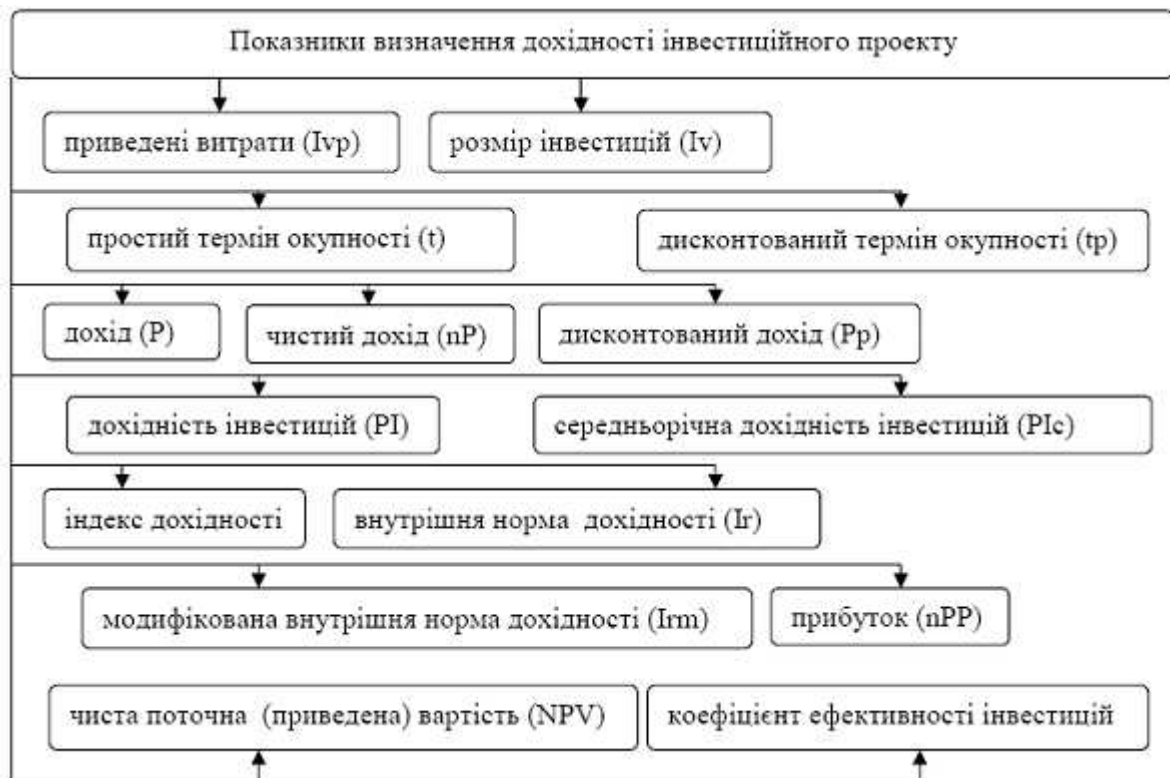 Показники визначення дохідності інвестиційного проекту
приведені витрати (Ivp)
розмір інвестицій (Iv)
простий термін окупності (t)
дисконтований термін окупності (tp)
дохід (P)
чистий дохід (nP)
дисконтований дохід (Pp)
дохідність інвестицій (PI)
середньорічна дохідність інвестицій (PIc)
індекс дохідності
внутрішня норма дохідності (Ir)
модифікована внутрішня норма дохідності (Irm)
прибуток (nPP)
чиста поточна (приведена) вартість (NPV)
коефіцієнт ефективності інвестицій